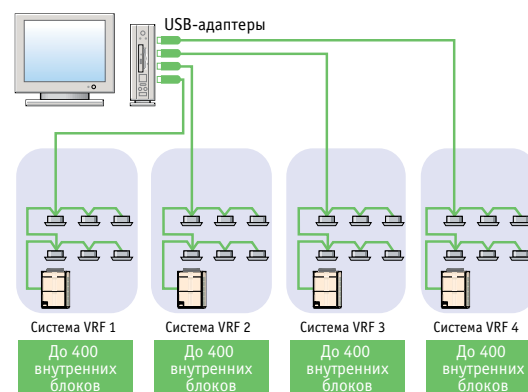 USB-адаптеры
Система VRF 1
Система VRF 2
Система VRF 3
Система VRF 4
До 400
внутренних
блоков
До 400
внутренних
блоков
До 400
внутренних
блоков
До 400
внутренних
блоков